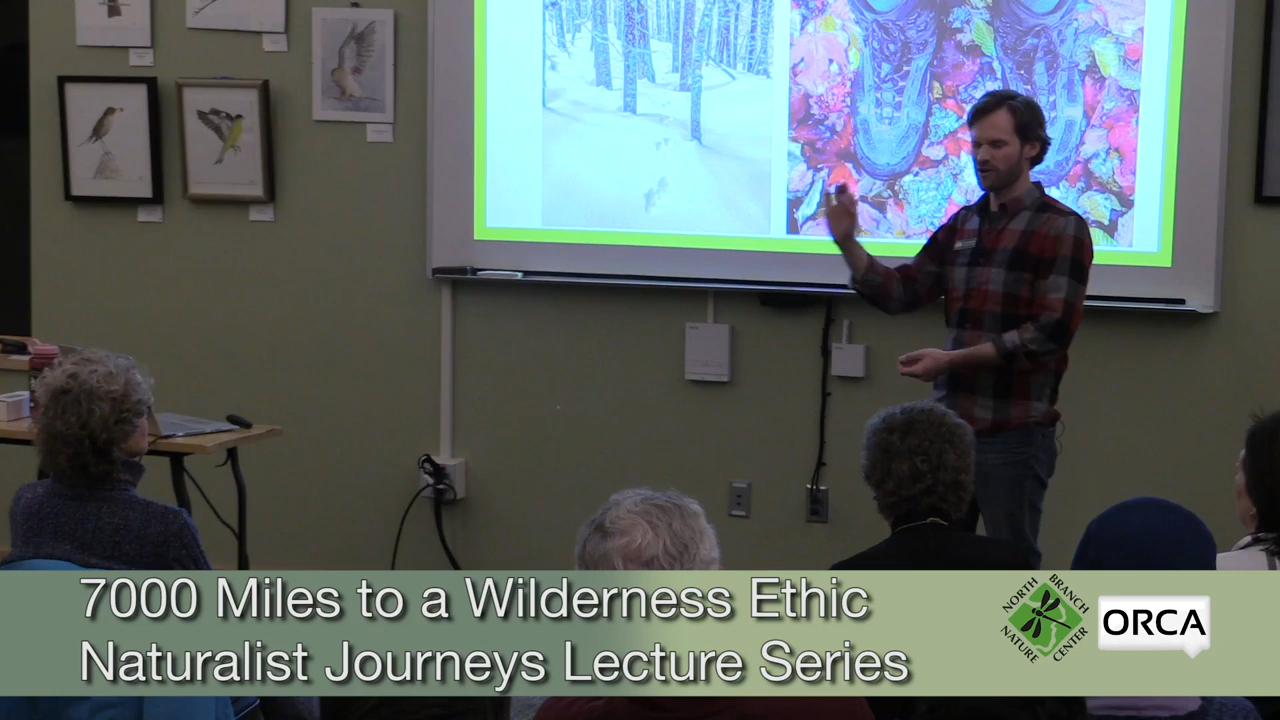 7000 Miles to a Wilderness Ethic
Naturalist Journeys Lecture Series
NORTH BRANCH
NATURE CENTER
ORCA